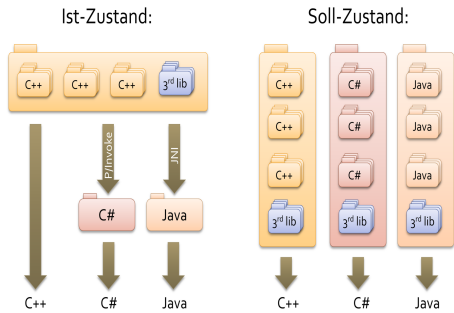 Ist-Zustand:
C++ C++ C++ 3rd lib
P/Invoke
JNI
C# Java
C++ C# Java
Soll-Zustand:
C++ C# Java
C++ C# Java
C++ C# Java
3rd lib 3rd lib 3rd lib
C++ C# Java